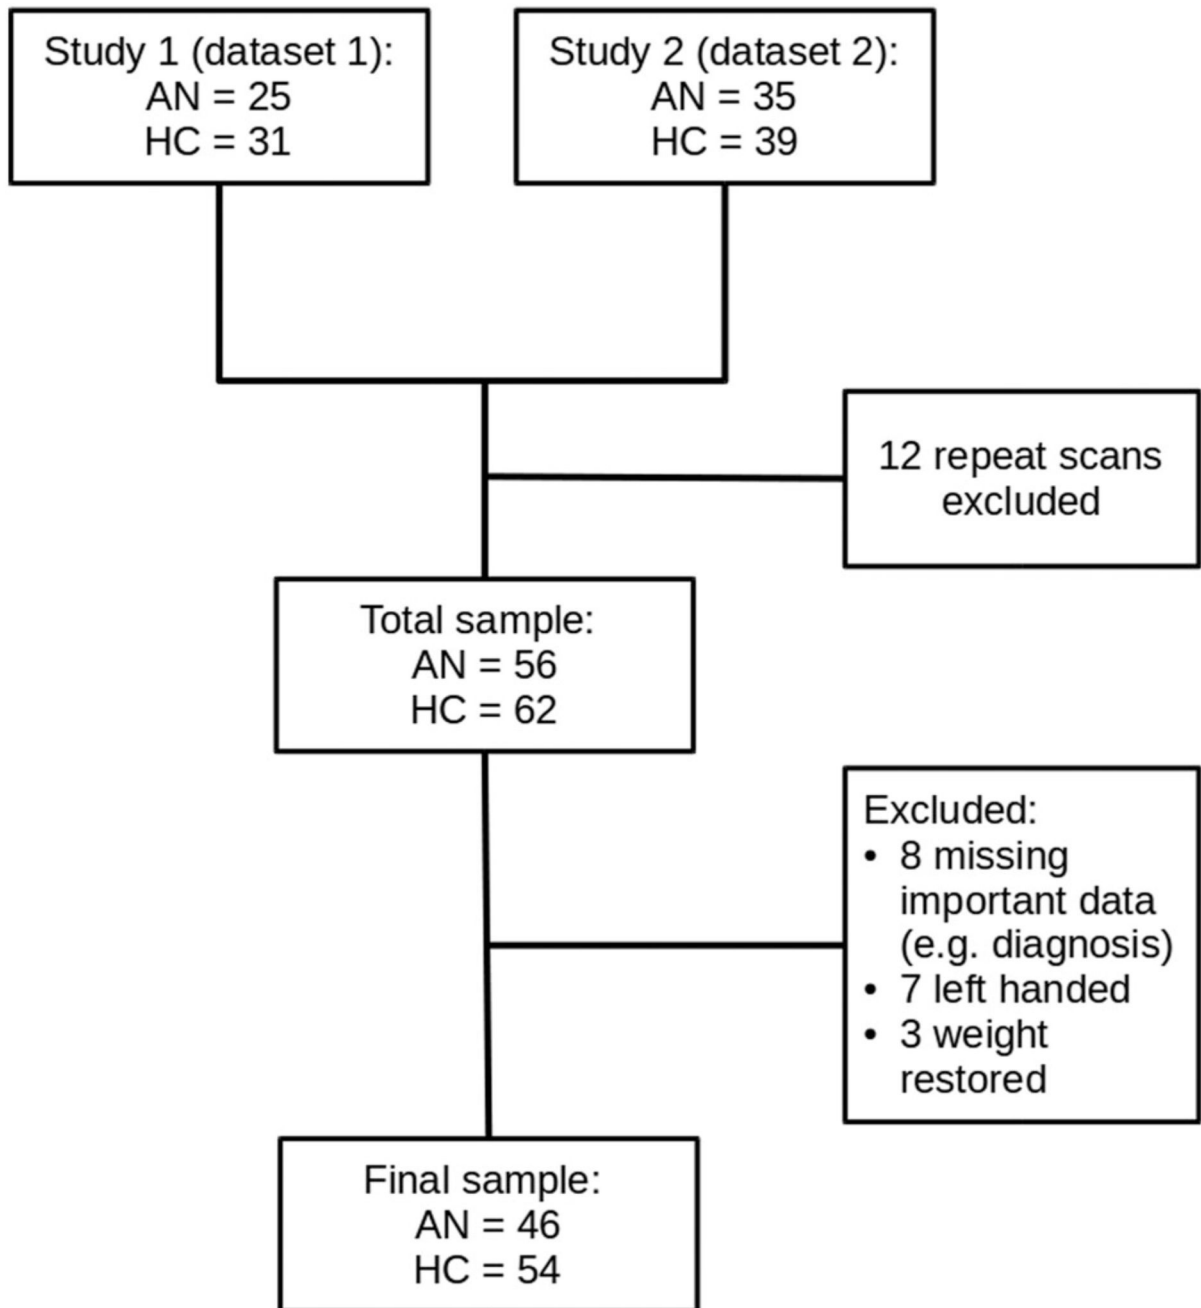 Study 1 (dataset 1):
AN = 25
HC = 31
Study 2 (dataset 2):
AN = 35
HC = 39
12 repeat scans
excluded
Total sample:
AN = 56
HC = 62
Excluded:
• 8 missing
important data
(e.g. diagnosis)
• 7 left handed
• 3 weight
restored
Final sample:
AN = 46
HC = 54